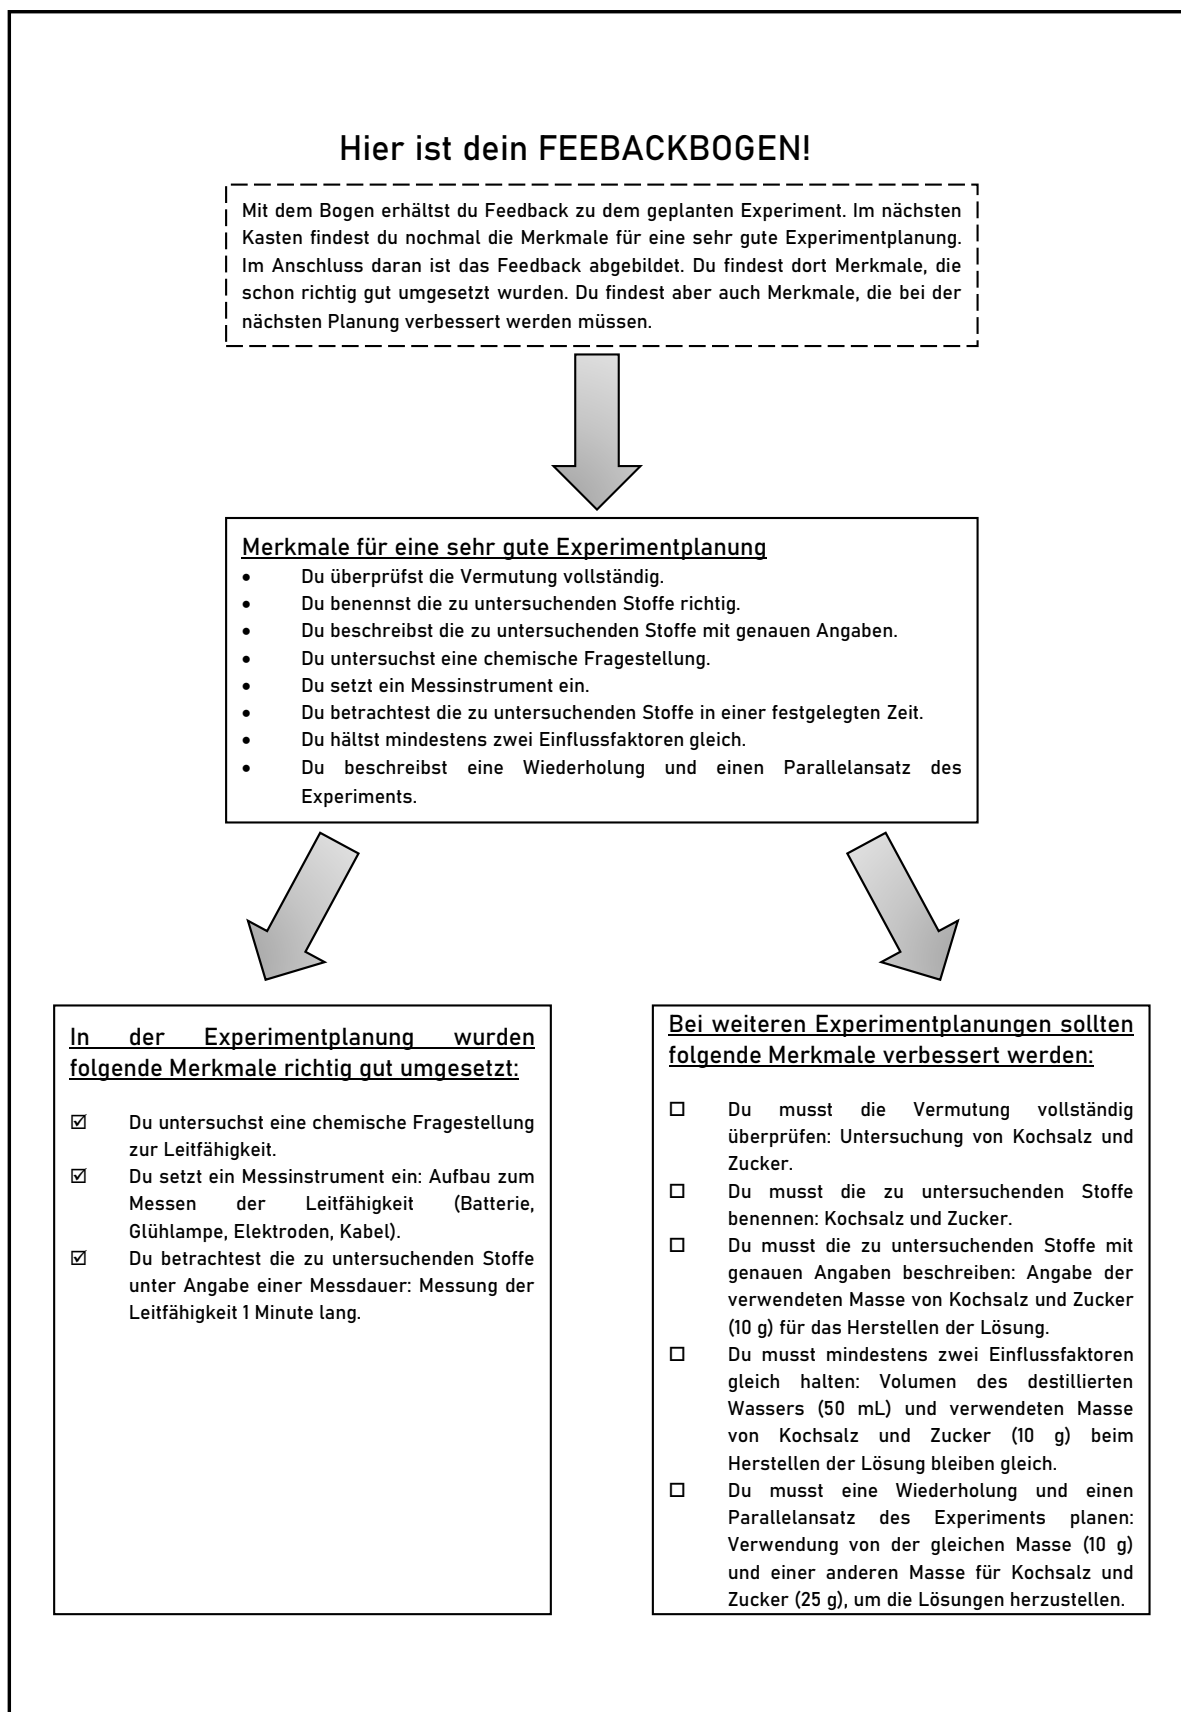 Hier ist dein FEEBACKBOGEN!
Mit dem Bogen erhältst du Feedback zu dem geplanten Experiment. Im nächsten
Kasten findest du nochmal die Merkmale für eine sehr gute Experimentplanung.
Im Anschluss daran ist das Feedback abgebildet. Du findest dort Merkmale, die
schon richtig gut umgesetzt wurden. Du findest aber auch Merkmale, die bei der
nächsten Planung verbessert werden müssen.
Merkmale für eine sehr gute Experimentplanung
• Du überprüfst die Vermutung vollständig.
• Du benennst die zu untersuchenden Stoffe richtig.
• Du beschreibst die zu untersuchenden Stoffe mit genauen Angaben.
• Du untersuchst eine chemische Fragestellung.
• Du setzt ein Messinstrument ein.
• Du betrachtest die zu untersuchenden Stoffe in einer festgelegten Zeit.
• Du hältst mindestens zwei Einflussfaktoren gleich.
• Du beschreibst eine Wiederholung und einen Parallelansatz des
Experiments.
In der Experimentplanung wurden
folgende Merkmale richtig gut umgesetzt:
☑ Du untersuchst eine chemische Fragestellung
zur Leitfähigkeit.
☑ Du setzt ein Messinstrument ein: Aufbau zum
Messen der Leitfähigkeit (Batterie,
Glühlampe, Elektroden, Kabel).
☑ Du betrachtest die zu untersuchenden Stoffe
unter Angabe einer Messdauer: Messung der
Leitfähigkeit 1 Minute lang.
Bei weiteren Experimentplanungen sollten
folgende Merkmale verbessert werden:
☐ Du musst die Vermutung vollständig
überprüfen: Untersuchung von Kochsalz und
Zucker.
☐ Du musst die zu untersuchenden Stoffe
benennen: Kochsalz und Zucker.
☐ Du musst die zu untersuchenden Stoffe mit
genauen Angaben beschreiben: Angabe der
verwendeten Masse von Kochsalz und Zucker
(10 g) für das Herstellen der Lösung.
☐ Du musst mindestens zwei Einflussfaktoren
gleich halten: Volumen des destillierten
Wassers (50 mL) und verwendeten Masse
von Kochsalz und Zucker (10 g) beim
Herstellen der Lösung bleiben gleich.
☐ Du musst eine Wiederholung und einen
Parallelansatz des Experiments planen:
Verwendung von der gleichen Masse (10 g)
und einer anderen Masse für Kochsalz und
Zucker (25 g), um die Lösungen herzustellen.